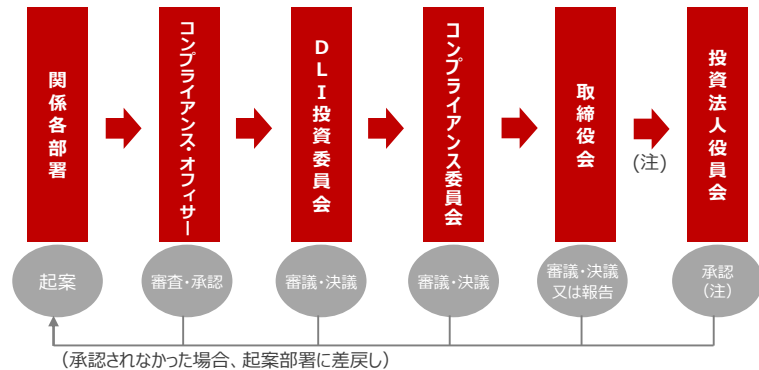 関係各部署
コンプライアンス・オフィサー
DLI投資委員会
コンプライアンス委員会
取締役会
(注)
投資法人役員会
起案
審査・承認
審議・決議
審議・決議
審議・決議
又は報告
承認
(注)
（承認されなかった場合、起案部署に差戻し）